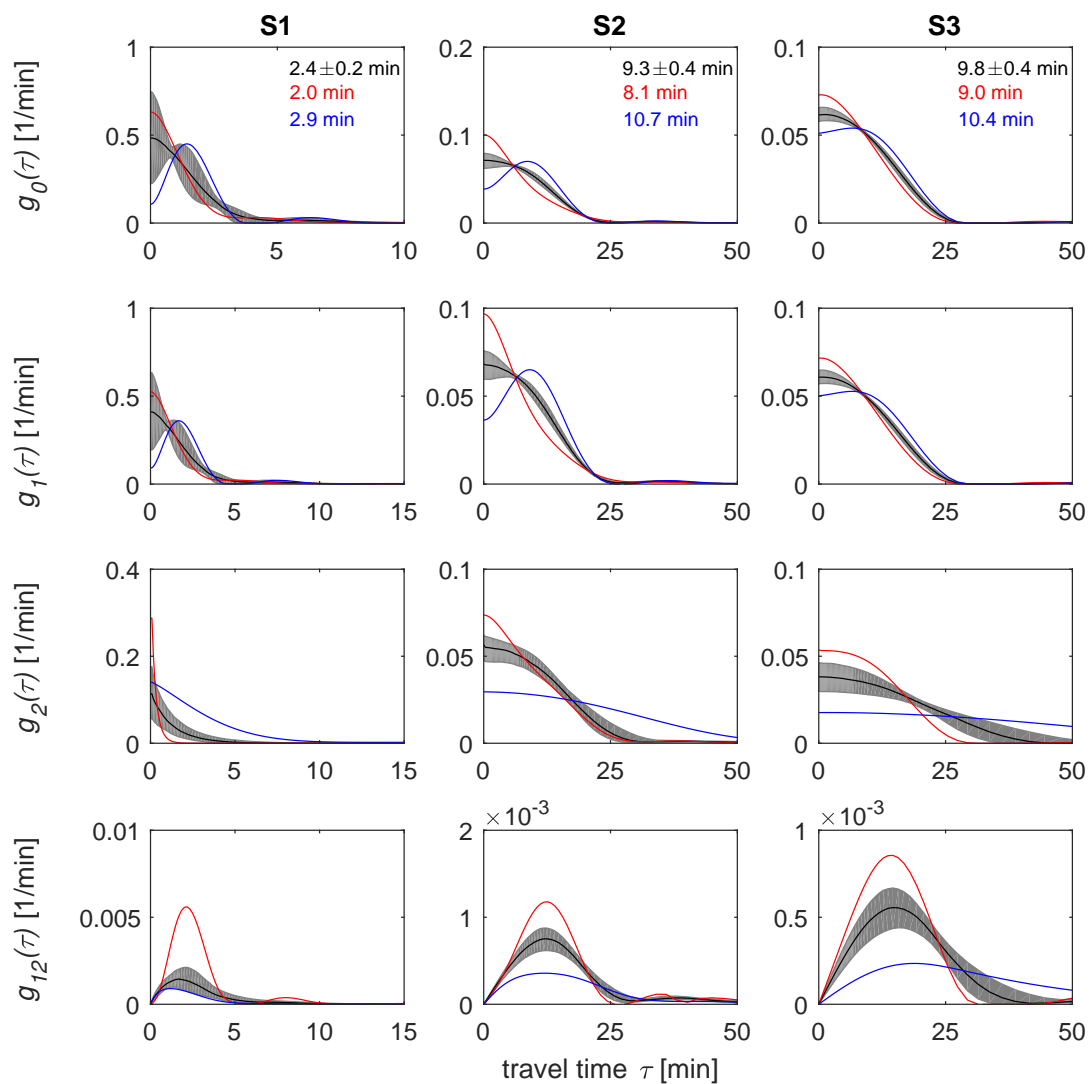 S1 S2 S3
g0(τ) [1/min]
1
0.5
0
0 5 10
2.4±0.2 min
2.0 min
2.9 min
0.2
0.1
0
0 25 50
9.3±0.4 min
8.1 min
10.7 min
0.1
0.05
0
0 25 50
9.8±0.4 min
9.0 min
10.4 min
g1(τ) [1/min]
1
0.5
0
0 5 10 15
0.1
0.05
0
0 25 50
0.1
0.05
0
0 25 50
g2(τ) [1/min]
0.4
0.2
0
0 5 10 15
0.1
0.05
0
0 25 50
0.1
0.05
0
0 25 50
g12(τ) [1/min]
0.01
0.005
0
0 5 10 15
×10-3
2
1
0
0 25 50
×10-3
1
0.5
0
0 25 50
travel time τ [min]